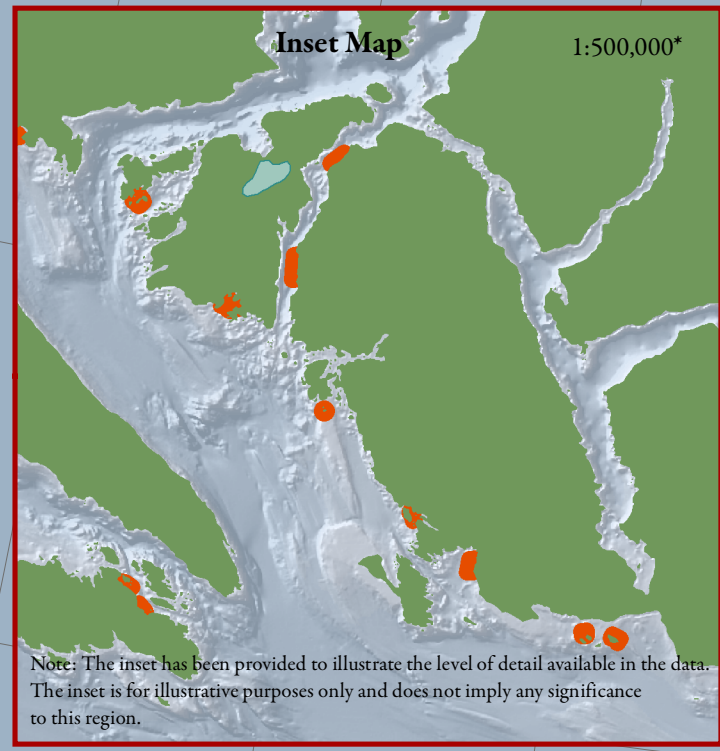 Inset Map
1:500,000*
Note: The inset has been provided to illustrate the level of detail available in the data.
The inset is for illustrative purposes only and does not imply any significance
to this region.